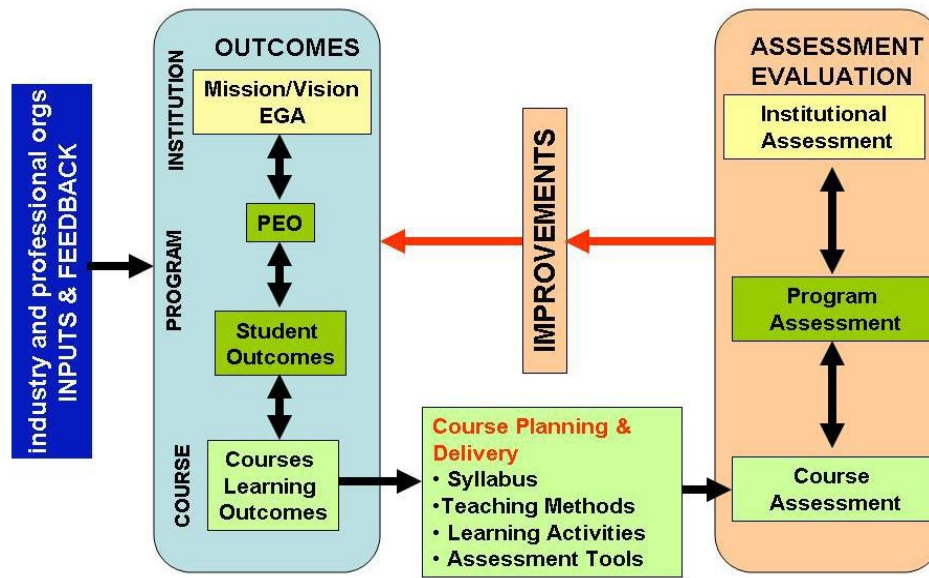 industry and professional orgs
INPUTS & FEEDBACK
OUTCOMES
INSTITUTION
Mission/Vision
EGA
PROGRAM
PEO
Student
Outcomes
COURSE
Courses
Learning
Outcomes
IMPROVEMENTS
Course Planning &
Delivery
• Syllabus
•Teaching Methods
• Learning Activities
• Assessment Tools
ASSESSMENT
EVALUATION
Institutional
Assessment
Program
Assessment
Course
Assessment